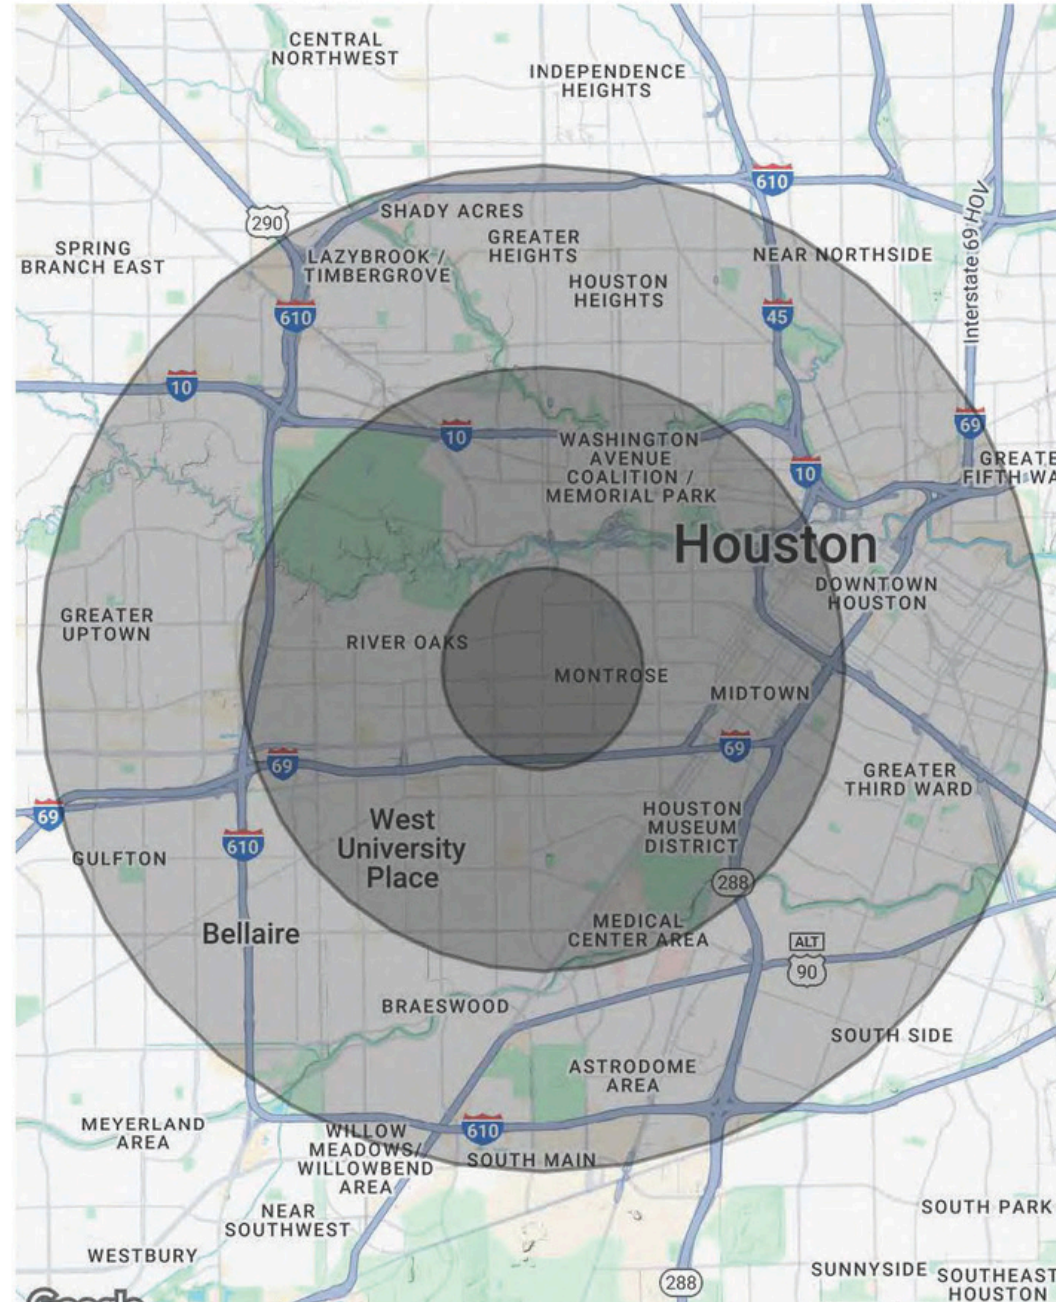 CENTRAL
NORTHWEST
INDEPENDENCE
HEIGHTS
610
290
SHADY ACRES
SPRING
BRANCH EAST
LAZYBROOK /
TIMBERGROVE
GREATER
HEIGHTS
HOUSTON
HEIGHTS
NEAR NORTHSIDE
Interstate 69 HOV
610
45
10
10
WASHINGTON
AVENUE
COALITION /
MEMORIAL PARK
69
10
GREATE
FIFTH WA
Houston
DOWNTOWN
HOUSTON
GREATER
UPTOWN
RIVER OAKS
MONTROSE
MIDTOWN
69
69
69
GREATER
THIRD WARD
West
University
Place
HOUSTON
MUSEUM
DISTRICT
610
GULFTON
288
Bellaire
MEDICAL
CENTER AREA
ALT
90
BRAESWOOD
SOUTH SIDE
ASTRODOME
AREA
MEYERLAND
AREA
610
WILLOW
MEADOWS/
WILLOWBEND
AREA
SOUTH MAIN
NEAR
SOUTHWEST
SOUTH PARK
WESTBURY
288
SUNNYSIDE
SOUTHEAST
HOUSTON
Google